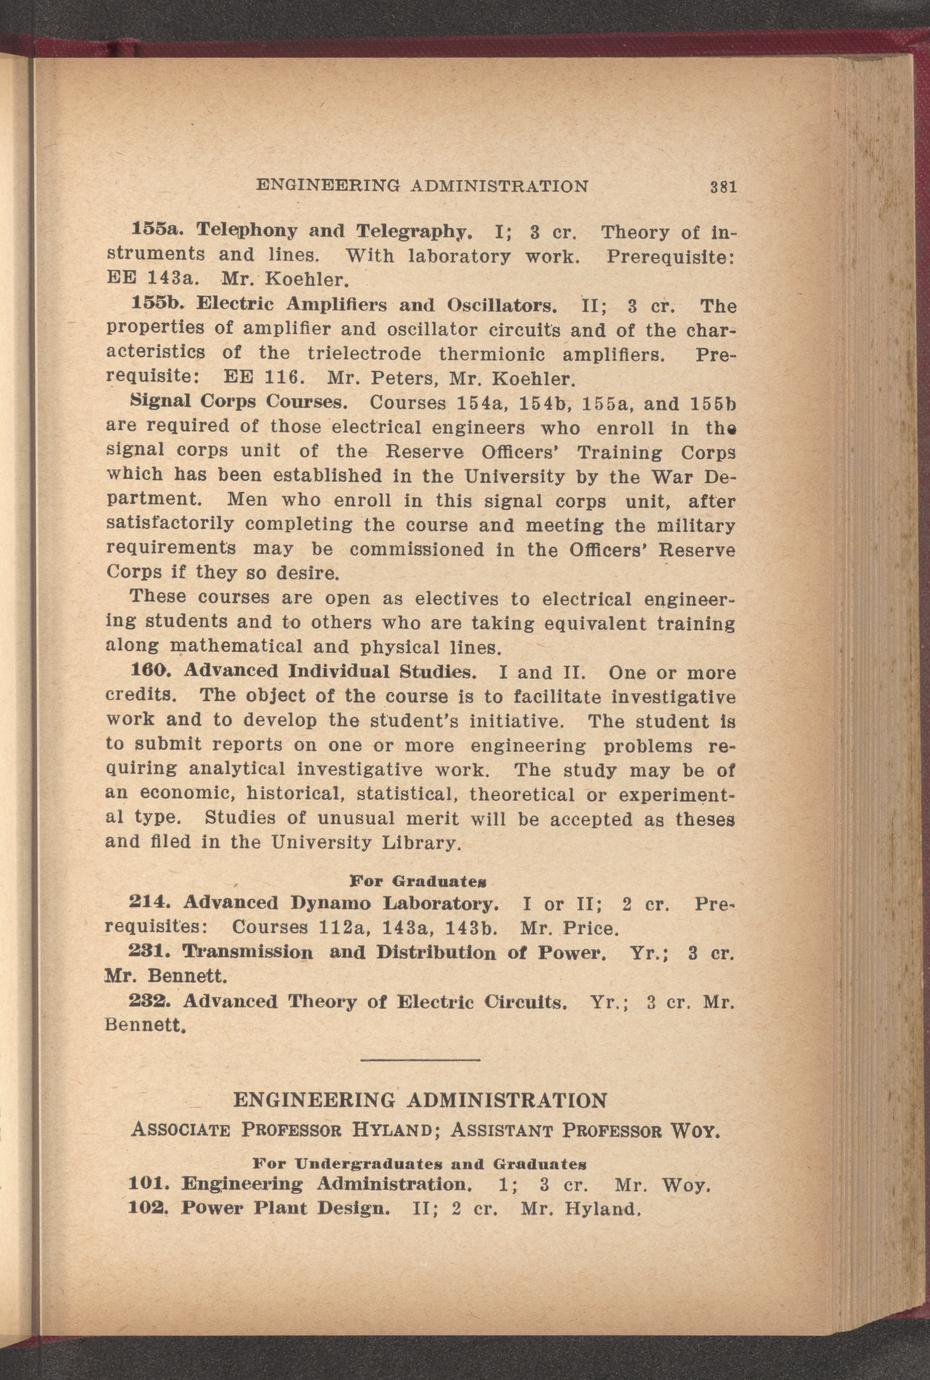 ENGINEERING ADMINISTRATION 381
155a. Telephony and Telegraphy. I; 3 cr. Theory of in-
struments and lines. With laboratory work. Prerequisite:
EE 143a. Mr. Koehler.
155b. Electric Amplifiers and Oscillators. II; 3 cr. The
properties of amplifier and oscillator circuits and of the char-
acteristics of the trielectrode thermionic amplifiers. Pre-
requisite: EE 116. Mr. Peters, Mr. Koehler.
Signal Corps Courses. Courses 154a, 154b, 155a, and 155b
are required of those electrical engineers who enroll in the
signal corps unit of the Reserve Officers' Training Corps
which has been established in the University by the War De-
partment. Men who enroll in this signal corps unit, after
satisfactorily completing the course and meeting the military
requirements may be commissioned in the Officers' Reserve
Corps if they so desire.
These courses are open as electives to electrical engineer-
ing students and to others who are taking equivalent training
along mathematical and physical lines.
160. Advanced Individual Studies. I and II. One or more
credits. The object of the course is to facilitate investigative
work and to develop the student's initiative. The student is
to submit reports on one or more engineering problems re-
quiring analytical investigative work. The study may be of
an economic, historical, statistical, theoretical or experiment-
al type. Studies of unusual merit will be accepted as theses
and filed in the University Library.
For Graduates
214. Advanced Dynamo Laboratory. I or II; 2 cr. Pre-
requisites: Courses 112a, 143a, 143b. Mr. Price.
231. Transmission and Distribution of Power. Yr.; 3 cr.
Mr. Bennett.
232. Advanced Theory of Electric Circuits. Yr.; 3 cr. Mr.
Bennett.
ENGINEERING ADMINISTRATION
ASSOCIATE PROFESSOR HYLAND; ASSISTANT PROFESSOR WOY.
For Undergraduates and Graduates
101. Engineering Administration. 1; 3 cr. Mr. Woy.
102. Power Plant Design. II; 2 cr. Mr. Hyland.